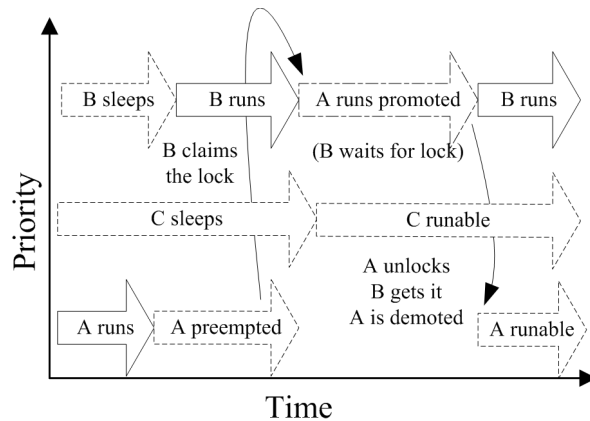 B sleeps
B runs
A runs promoted
B runs
B claims
the lock
(B waits for lock)
C sleeps
C runable
A unlocks
B gets it
A is demoted
A runs
A preempted
A runable
Priority
Time